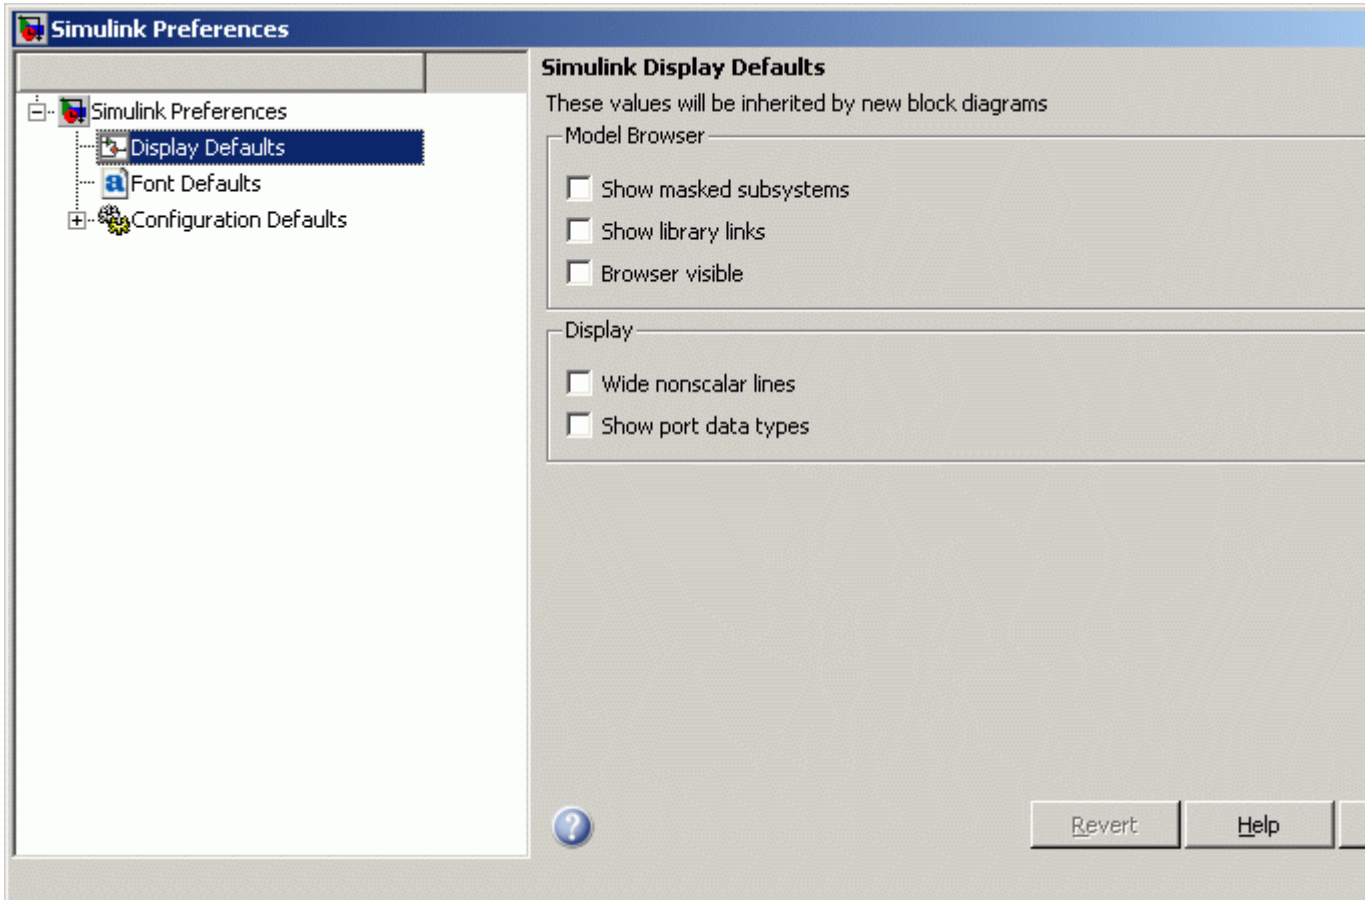 Simulink Preferences
Simulink Preferences
Display Defaults
Font Defaults
Configuration Defaults
Simulink Display Defaults
These values will be inherited by new block diagrams
Model Browser
Show masked subsystems
Show library links
Browser visible
Display
Wide nonscalar lines
Show port data types
Revert
Help